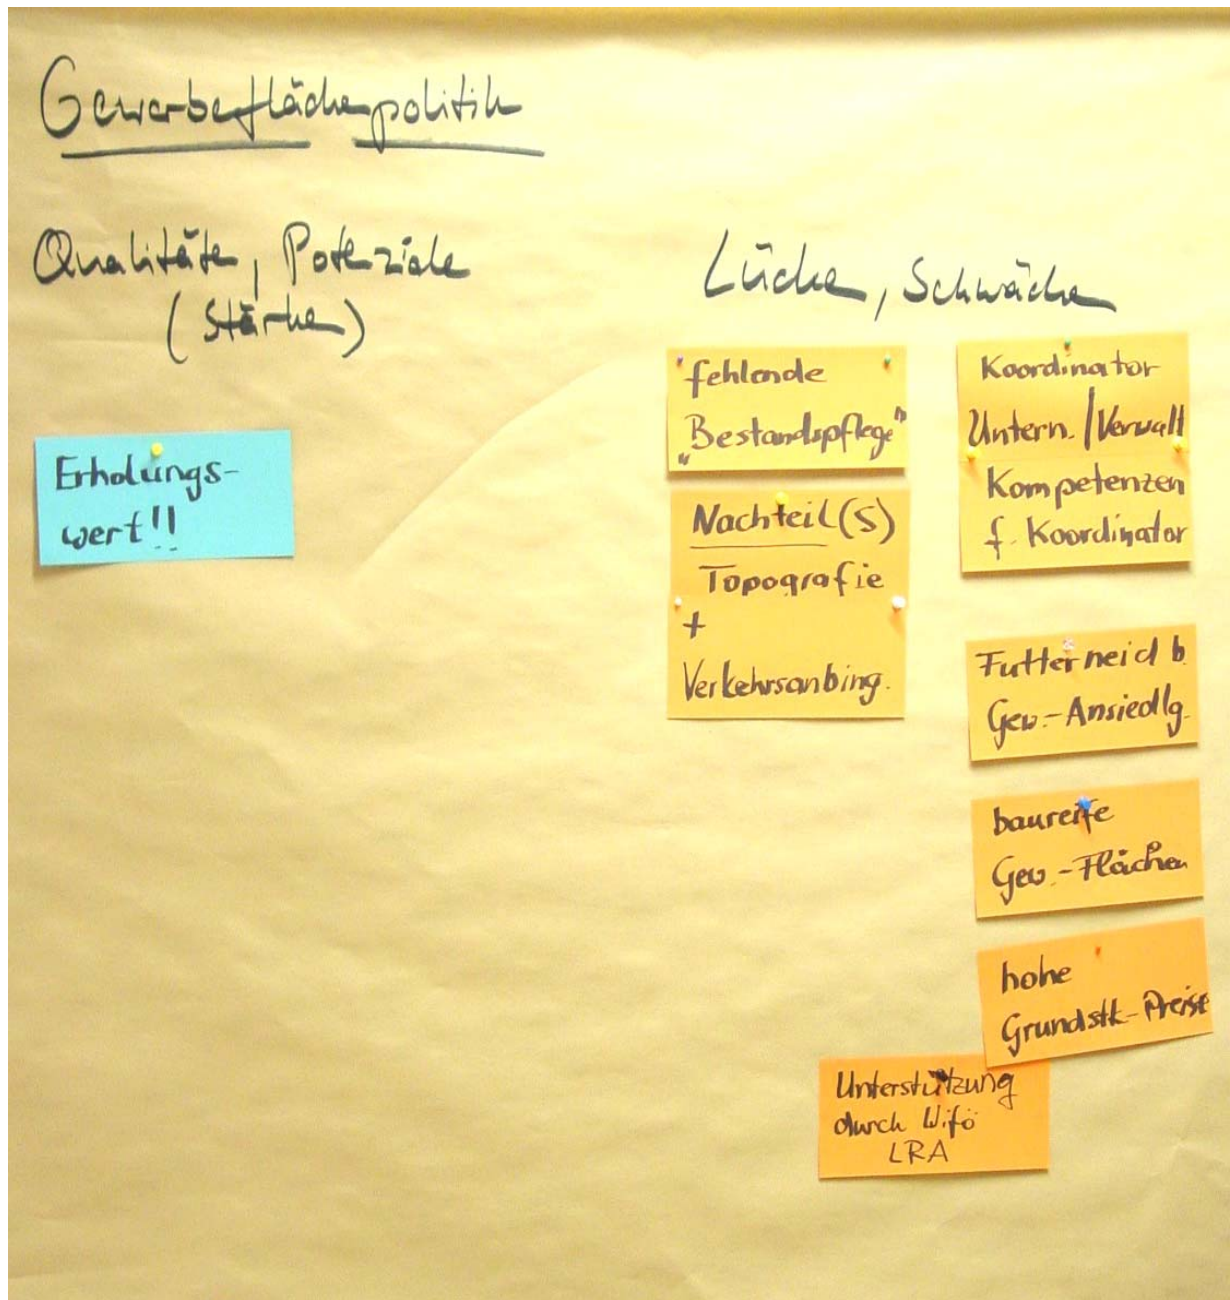 Gewerbeflächenpolitik
Qualitäten, Potenziale
(Stärken)
Erholungs-
wert!!
Lücken, Schwächen
fehlende
„Bestandspflege"
Nachteil(s)
Topografie
+
Verkehrsanbing.
Koordinator
Untern./Verwalt
Kompetenzen
f. Koordinator
Futterneid b.
Gew.-Ansiedlg.
baureife
Gew.-Flächen
hohe
Grundstk-Preise
Unterstützung
durch Wifö
LRA